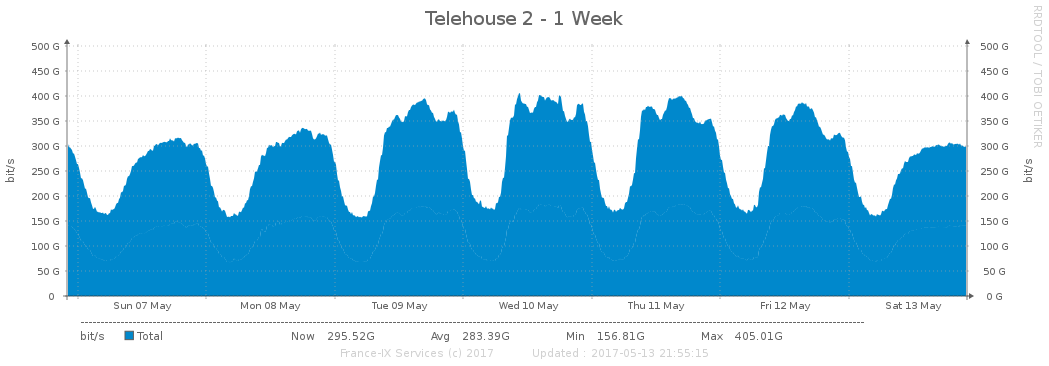 Telehouse 2 - 1 Week
RRDTOOL / TOBI OETIKER
500 G 500 G
450 G 450 G
400 G 400 G
350 G 350 G
300 G 300 G
250 G 250 G
200 G 200 G
150 G 150 G
100 G 100 G
50 G 50 G
0 0 G
bit/s bit/s
Sun 07 May Mon 08 May Tue 09 May Wed 10 May Thu 11 May Fri 12 May Sat 13 May
bit/s Total Now 295.52G Avg 283.39G Min 156.81G Max 405.01G
France-IX Services (c) 2017 Updated : 2017-05-13 21:55:15